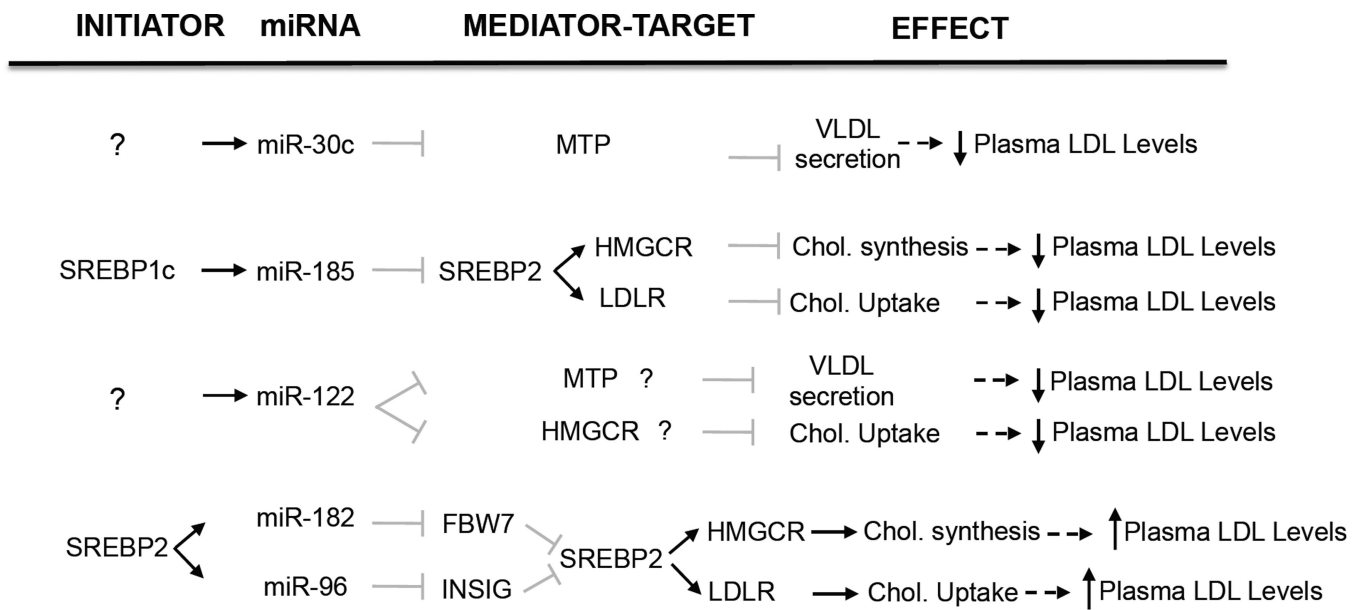 INITIATOR miRNA MEDIATOR-TARGET EFFECT
? miR-30c MTP VLDL secretion Plasma LDL Levels
HMGCR Chol. synthesis Plasma LDL Levels
SREBP1c miR-185 SREBP2
LDLR Chol. Uptake Plasma LDL Levels
MTP ? VLDL secretion Plasma LDL Levels
? miR-122
HMGCR ? Chol. Uptake Plasma LDL Levels
miR-182 FBW7 HMGCR Chol. synthesis Plasma LDL Levels
SREBP2 SREBP2
miR-96 INSIG LDLR Chol. Uptake Plasma LDL Levels